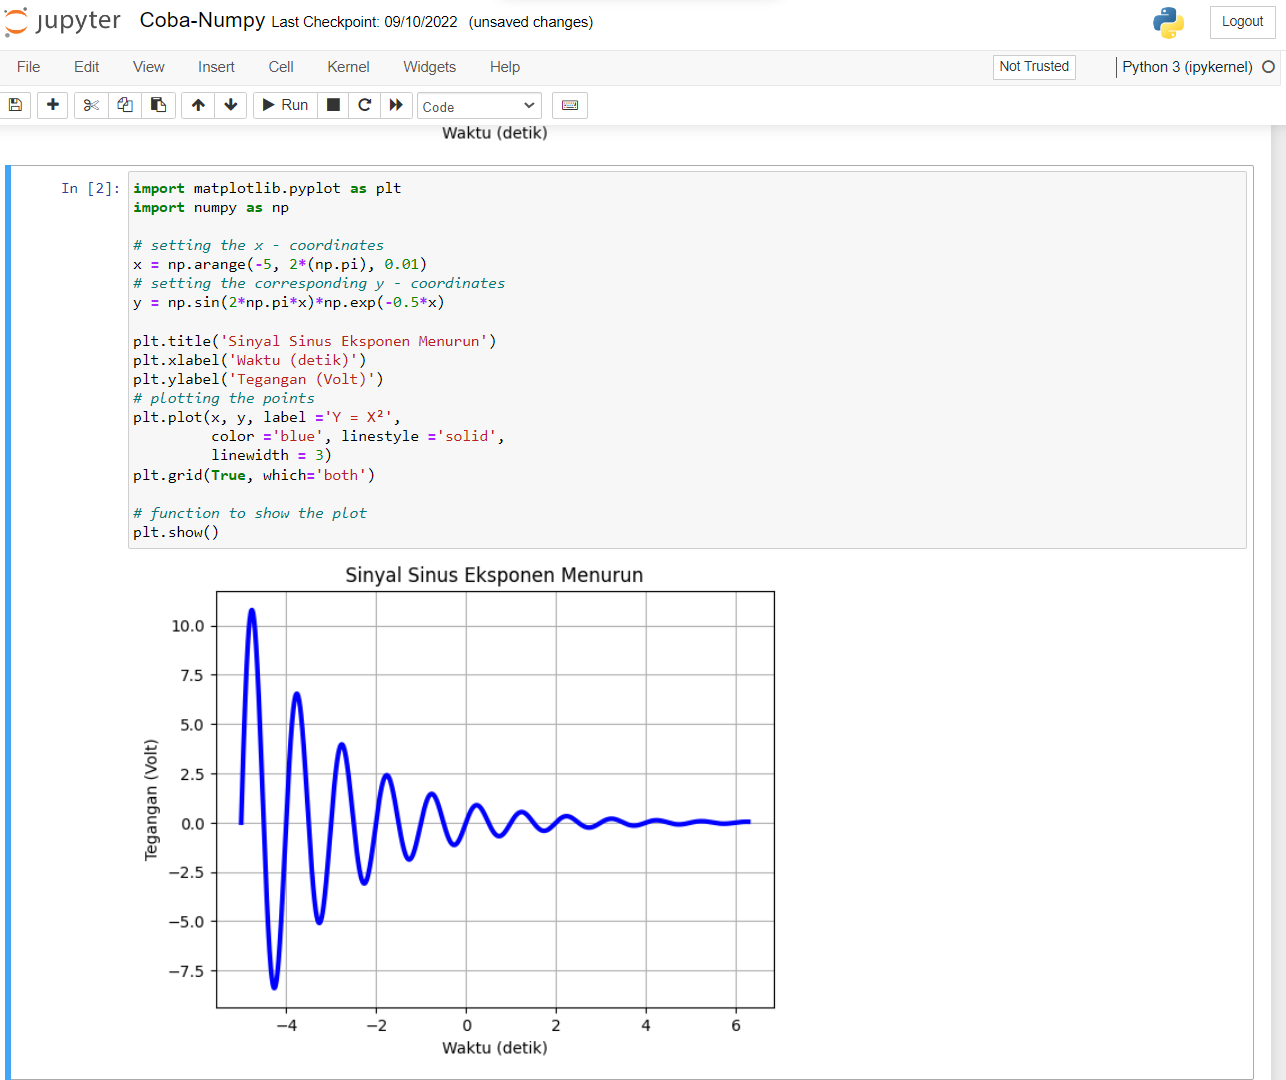 jupyter Coba-Numpy Last Checkpoint: 09/10/2022 (unsaved changes) Logout
File Edit View Insert Cell Kernel Widgets Help Not Trusted Python 3 (ipykernel)
Run Code
Waktu (detik)
In [2]: import matplotlib.pyplot as plt
import numpy as np
# setting the x - coordinates
x = np.arange(-5, 2*(np.pi), 0.01)
# setting the corresponding y - coordinates
y = np.sin(2*np.pi*x)*np.exp(-0.5*x)
plt.title('Sinyal Sinus Eksponen Menurun')
plt.xlabel('Waktu (detik)')
plt.ylabel('Tegangan (Volt)')
# plotting the points
plt.plot(x, y, label ='Y = X²',
color ='blue', linestyle ='solid',
linewidth = 3)
plt.grid(True, which='both')
# function to show the plot
plt.show()
Sinyal Sinus Eksponen Menurun
10.0
7.5
5.0
2.5
0.0
−2.5
−5.0
−7.5
Tegangan (Volt)
−4 −2 0 2 4 6
Waktu (detik)